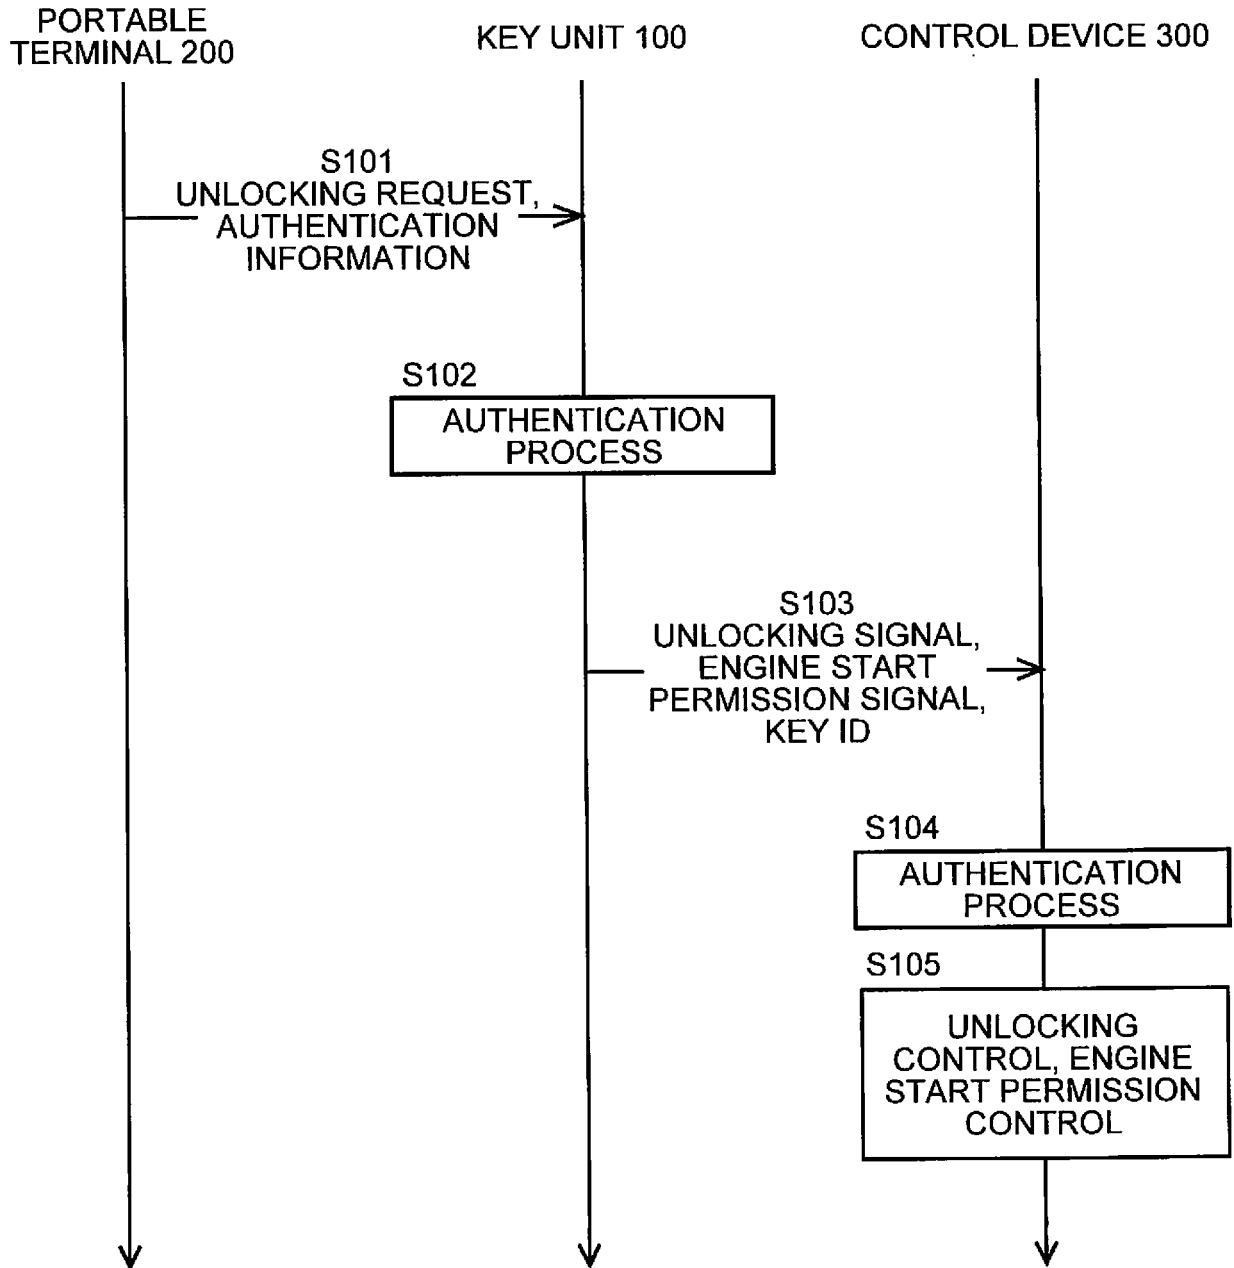 PORTABLE
TERMINAL 200
KEY UNIT 100
CONTROL DEVICE 300
S101
UNLOCKING REQUEST,
AUTHENTICATION
INFORMATION
S102
AUTHENTICATION
PROCESS
S103
UNLOCKING SIGNAL,
ENGINE START
PERMISSION SIGNAL,
KEY ID
S104
AUTHENTICATION
PROCESS
S105
UNLOCKING
CONTROL, ENGINE
START PERMISSION
CONTROL